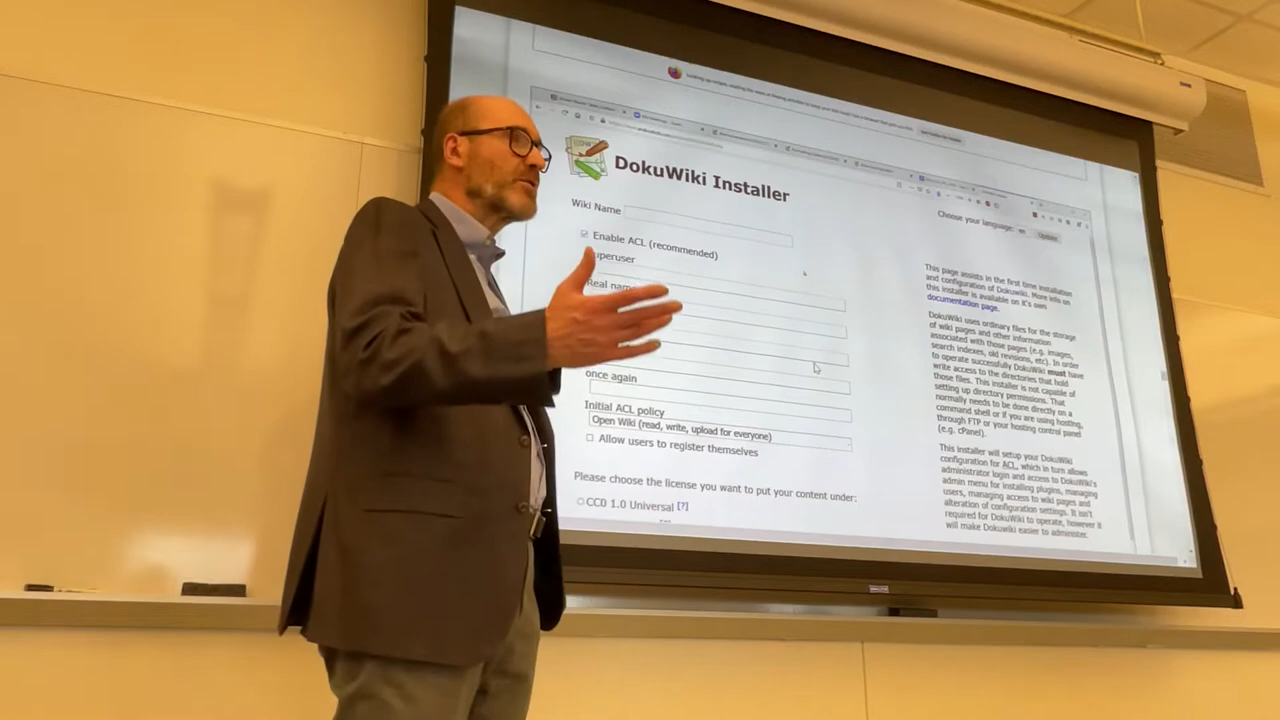 DokuWiki Installer
Wiki Name
Enable ACL (recommended)
uperuser
Real name
once again
Initial ACL policy
Open Wiki (read, write, upload for everyone)
Allow users to register themselves
Please choose the license you want to put your content under:
CC0 1.0 Universal [?]
Choose your language: en Update
This page assists in the first time installation
and configuration of Dokuwiki. More info on
this installer is available on it's own
documentation page.
DokuWiki uses ordinary files for the storage
of wiki pages and other information
associated with those pages (e.g. images,
search indexes, old revisions, etc). In order
to operate successfully DokuWiki must have
write access to the directories that hold
those files. This installer is not capable of
setting up directory permissions. That
normally needs to be done directly on a
command shell or if you are using hosting,
through FTP or your hosting control panel
(e.g. cPanel).
This installer will setup your DokuWiki
configuration for ACL, which in turn allows
administrator login and access to DokuWiki's
admin menu for installing plugins, managing
users, managing access to wiki pages and
alteration of configuration settings. It isn't
required for DokuWiki to operate, however it
will make Dokuwiki easier to administer.